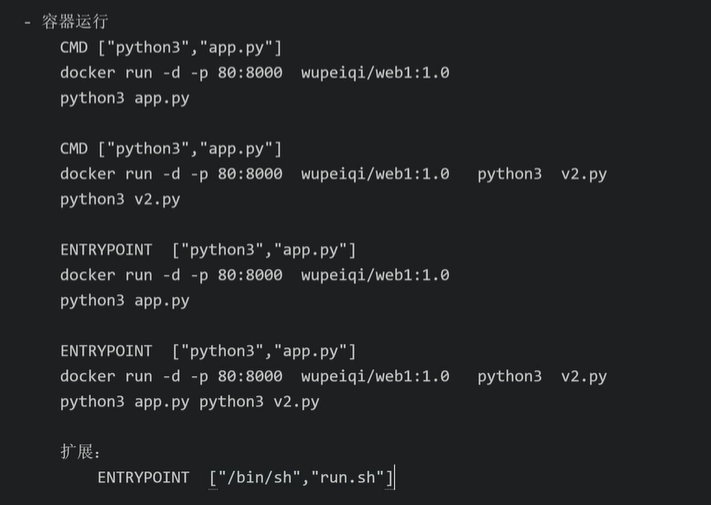 - 容器运行
CMD ["python3","app.py"]
docker run -d -p 80:8000  wupeiqi/web1:1.0
python3 app.py
CMD ["python3","app.py"]
docker run -d -p 80:8000  wupeiqi/web1:1.0   python3  v2.py
python3 v2.py
ENTRYPOINT  ["python3","app.py"]
docker run -d -p 80:8000  wupeiqi/web1:1.0
python3 app.py
ENTRYPOINT  ["python3","app.py"]
docker run -d -p 80:8000  wupeiqi/web1:1.0   python3  v2.py
python3 app.py python3 v2.py
扩展：
ENTRYPOINT  ["/bin/sh","run.sh"]